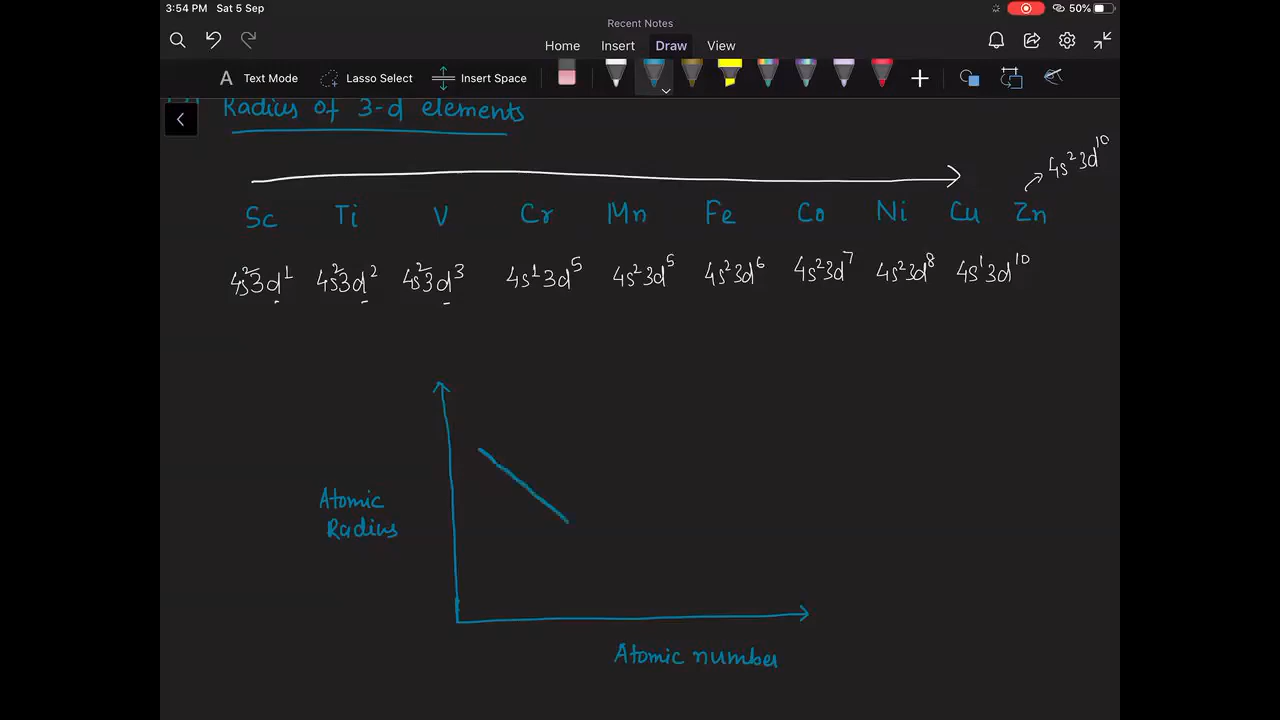 3:54 PM Sat 5 Sep
50%
Recent Notes
Home Insert Draw View
Text Mode Lasso Select Insert Space
Radius of 3-d elements
4s²3d¹⁰
Sc Ti V Cr Mn Fe Co Ni Cu Zn
4s²3d¹ 4s²3d² 4s²3d³ 4s¹3d⁵ 4s²3d⁵ 4s²3d⁶ 4s²3d⁷ 4s²3d⁸ 4s¹3d¹⁰
Atomic
Radius
Atomic number